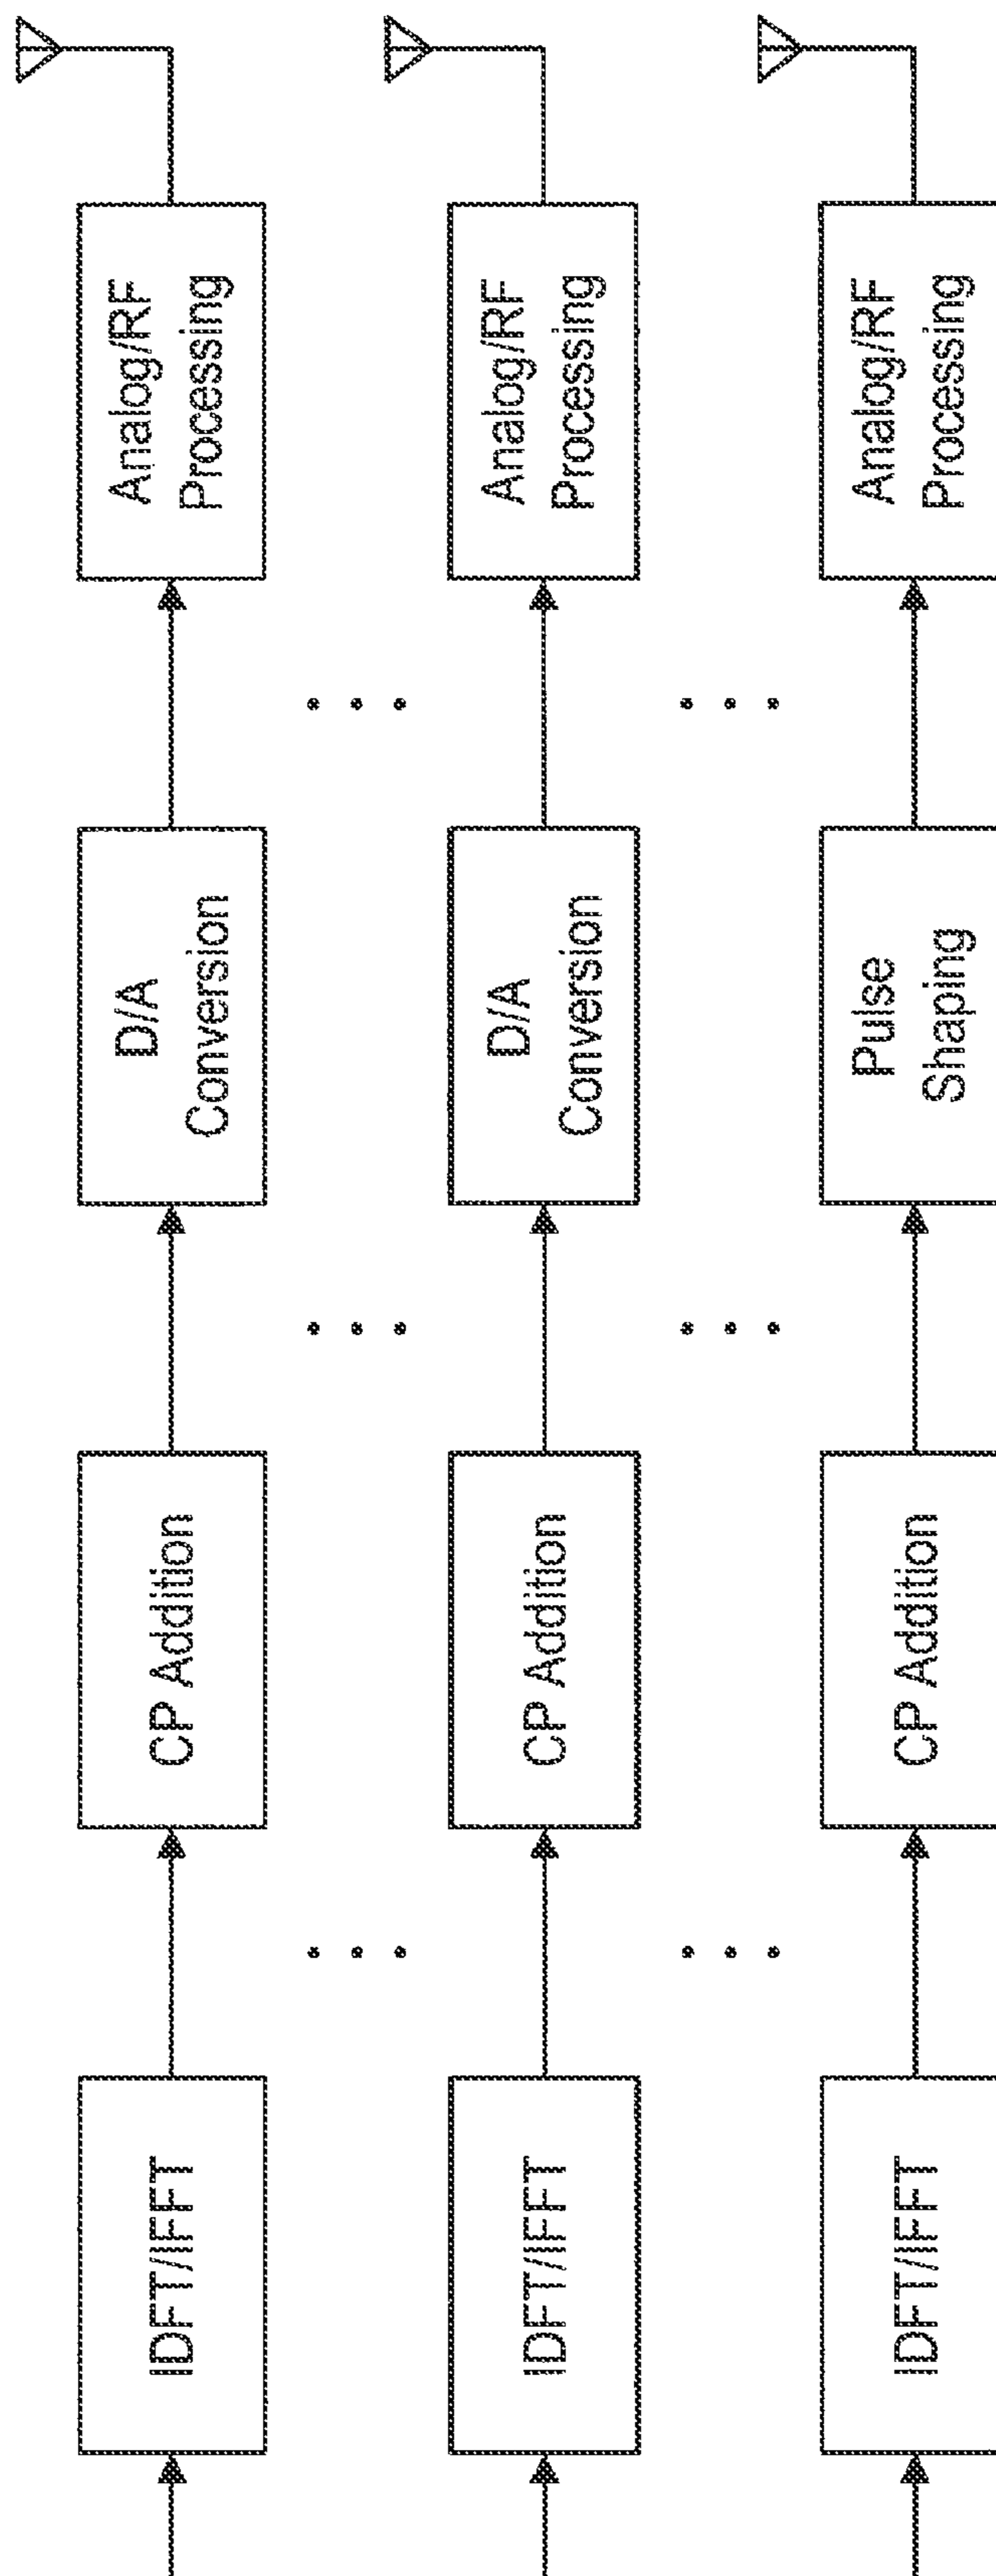 IDFT/IFFT
CP Addition
D/A
Conversion
Analog/RF
Processing
IDFT/IFFT
CP Addition
D/A
Conversion
Analog/RF
Processing
IDFT/IFFT
CP Addition
Pulse
Shaping
Analog/RF
Processing